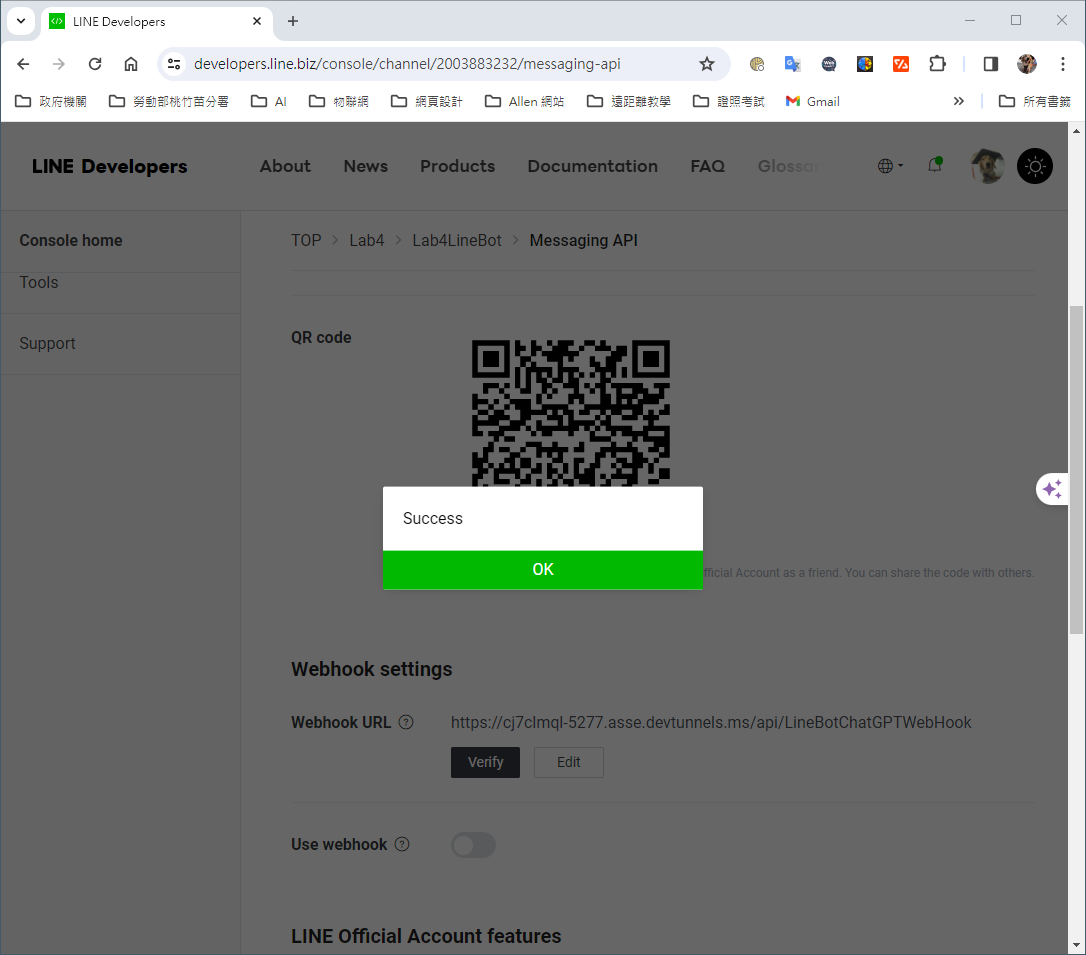 LINE Developers
developers.line.biz/console/channel/2003883232/messaging-api
政府機關 勞動部桃竹苗分署 AI 物聯網 網頁設計 Allen 網站 遠距離教學 證照考試 Gmail 所有書籤
LINE Developers About News Products Documentation FAQ Glossar
Console home
Tools
Support
TOP Lab4 Lab4LineBot Messaging API
QR code
Success
OK
fficial Account as a friend. You can share the code with others.
Webhook settings
Webhook URL https://cj7clmql-5277.asse.devtunnels.ms/api/LineBotChatGPTWebHook
Verify Edit
Use webhook
LINE Official Account features